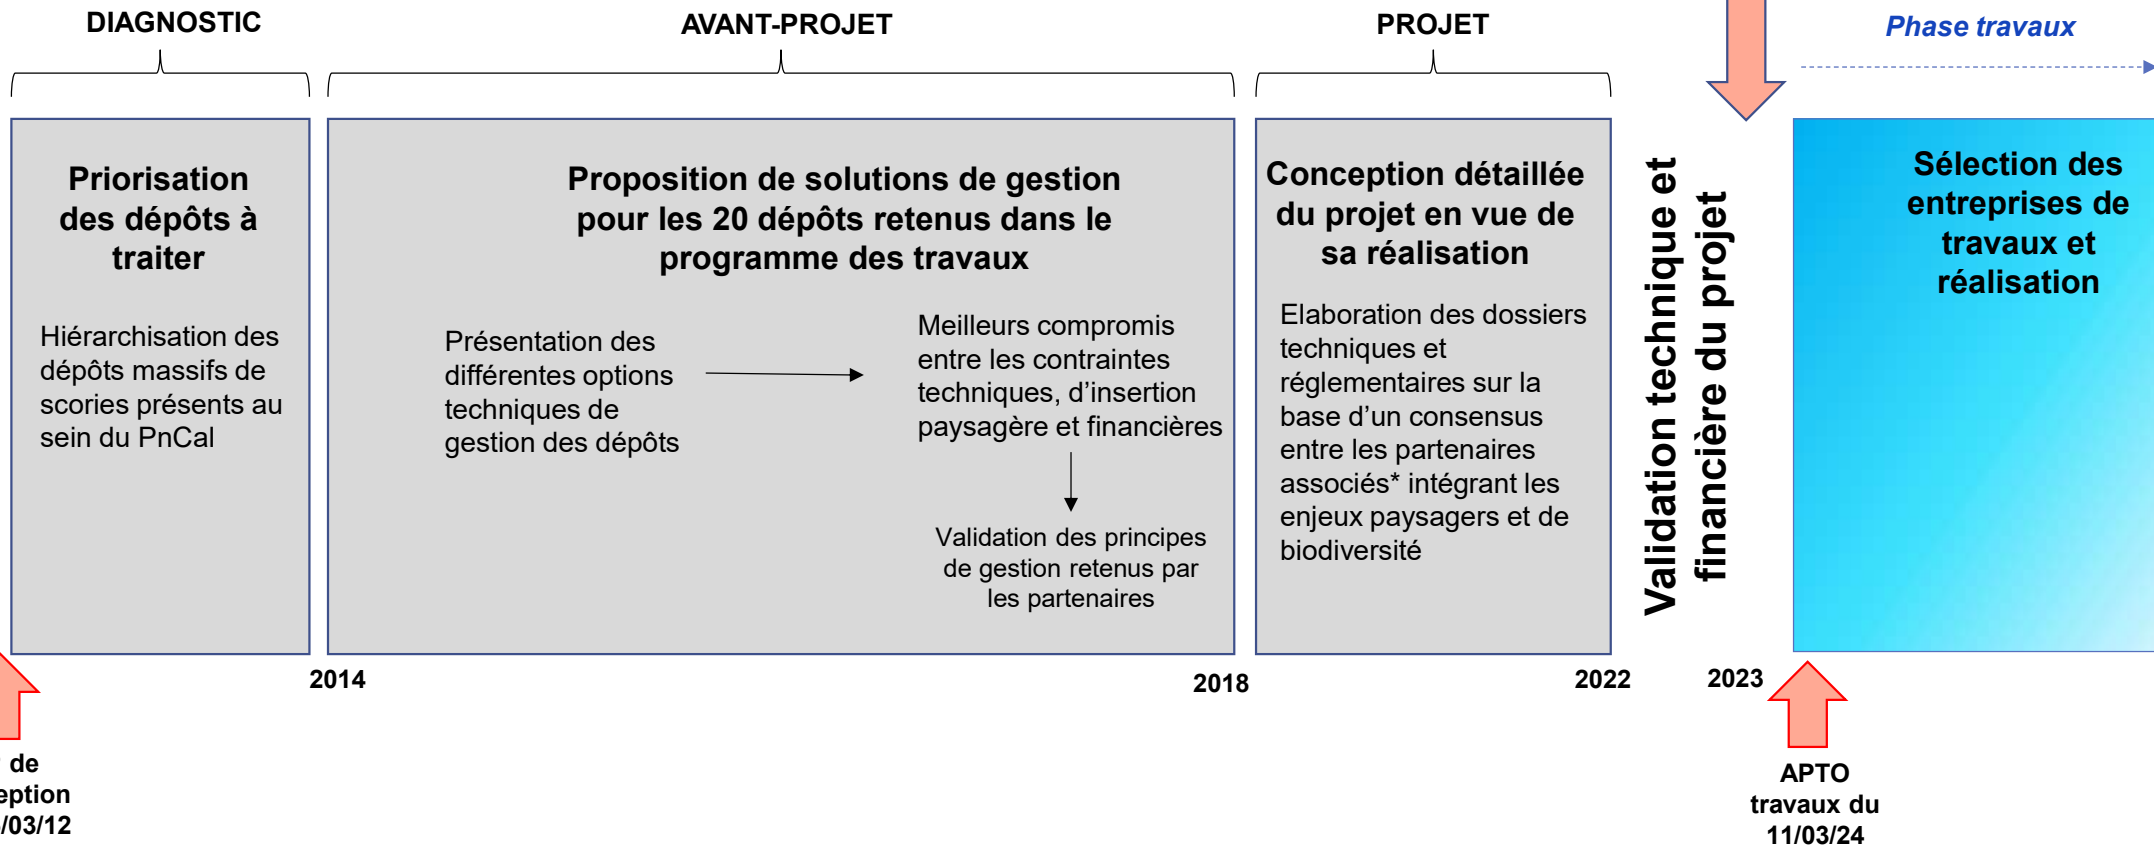 DIAGNOSTIC
AVANT-PROJET
PROJET
Phase travaux
Priorisation
des dépôts à
traiter
Hiérarchisation des
dépôts massifs de
scories présents au
sein du PnCal
Proposition de solutions de gestion
pour les 20 dépôts retenus dans le
programme des travaux
Présentation des
différentes options
techniques de
gestion des dépôts
Meilleurs compromis
entre les contraintes
techniques, d’insertion
paysagère et financières
Validation des principes
de gestion retenus par
les partenaires
Conception détaillée
du projet en vue de
sa réalisation
Elaboration des dossiers
techniques et
réglementaires sur la
base d’un consensus
entre les partenaires
associés* intégrant les
enjeux paysagers et de
biodiversité
Validation technique et
financière du projet
Sélection des
entreprises de
travaux et
réalisation
2014
2018
2022
2023
de
eption
/03/12
APTO
travaux du
11/03/24